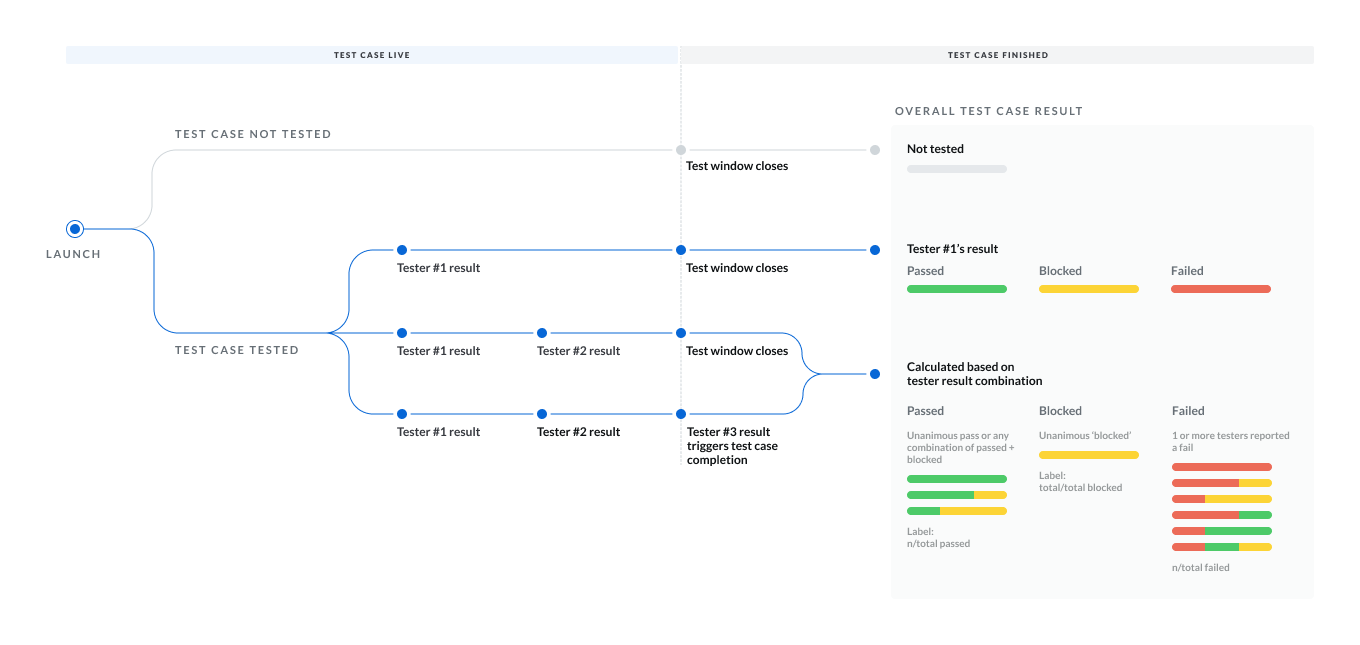 TEST CASE LIVE
TEST CASE FINISHED
OVERALL TEST CASE RESULT
TEST CASE NOT TESTED
Not tested
Test window closes
LAUNCH
Tester #1's result
Tester #1 result
Test window closes
Passed
Blocked
Failed
TEST CASE TESTED
Tester #1 result
Tester #2 result
Test window closes
Calculated based on
tester result combination
Passed
Blocked
Failed
Tester #1 result
Tester #2 result
Tester #3 result
triggers test case
completion
Unanimous pass or any
combination of passed +
blocked
Label:
n/total passed
Unanimous ‘blocked’
Label:
total/total blocked
1 or more testers reported
a fail
n/total failed